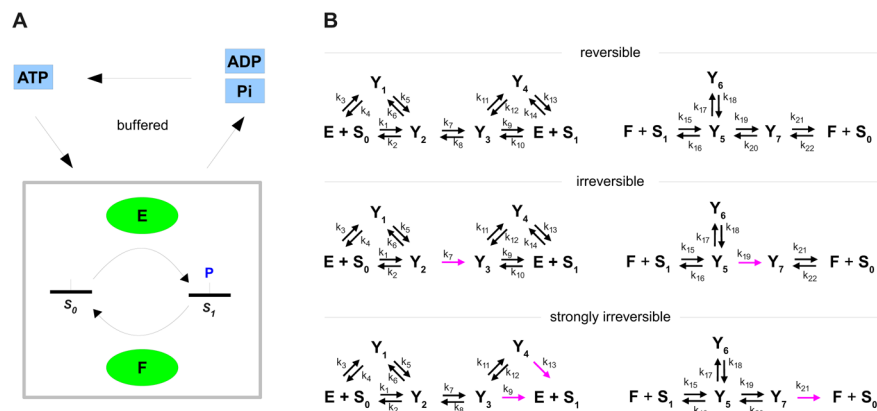 A
ATP
ADP
Pi
buffered
E
P
S0
S1
F
B
reversible
Y1 Y4 Y6
k3 k4 k5 k6 k11 k12 k13 k14 k17 k18
k1 k7 k9 k15 k19 k21
E + S0 Y2 Y3 E + S1 F + S1 Y5 Y7 F + S0
k2 k8 k10 k16 k20 k22
irreversible
Y1 Y4 Y6
k3 k4 k5 k6 k11 k12 k13 k14 k17 k18
k1 k7 k9 k15 k19 k21
E + S0 Y2 Y3 E + S1 F + S1 Y5 Y7 F + S0
k2 k10 k16 k22
strongly irreversible
Y1 Y4 Y6
k3 k4 k5 k6 k11 k12 k13 k17 k18
k1 k7 k9 k15 k19 k21
E + S0 Y2 Y3 E + S1 F + S1 Y5 Y7 F + S0
k2 k8